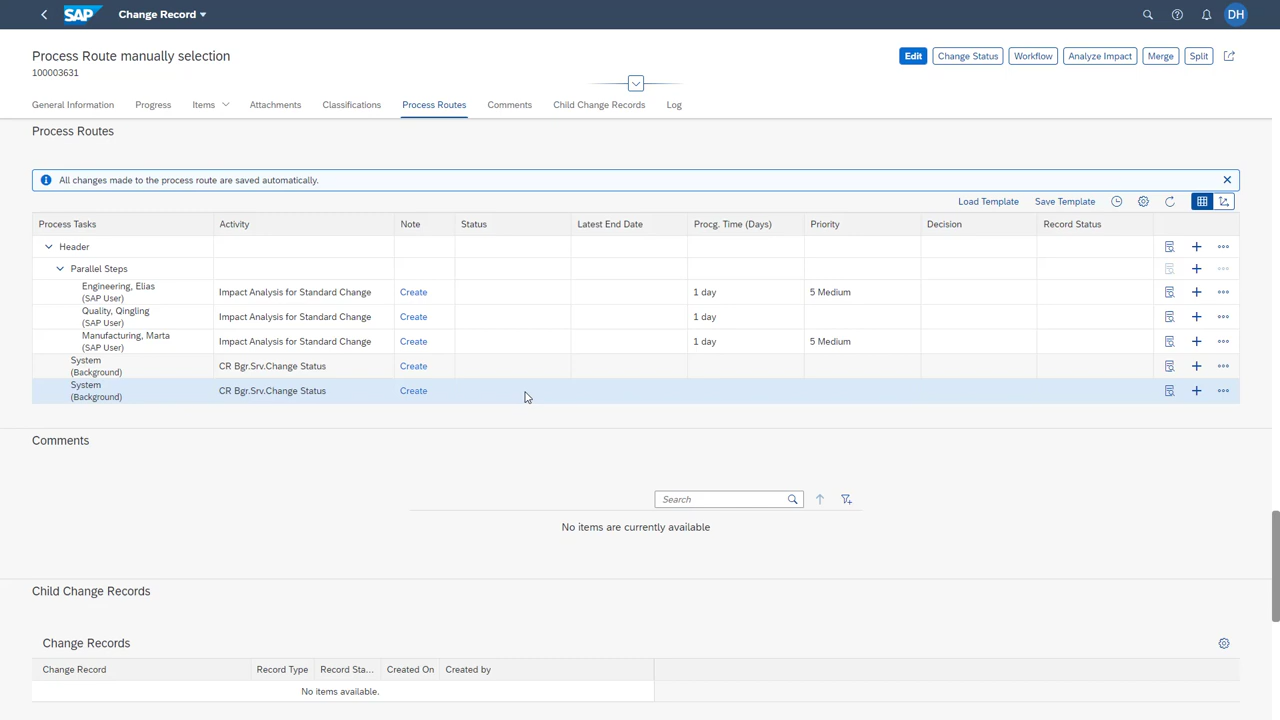 SAP Change Record DH
Process Route manually selection
100003631
Edit Change Status Workflow Analyze Impact Merge Split
General Information Progress Items Attachments Classifications Process Routes Comments Child Change Records Log
Process Routes
All changes made to the process route are saved automatically.
Load Template Save Template
Process Tasks Activity Note Status Latest End Date Procg. Time (Days) Priority Decision Record Status
Header
Parallel Steps
Engineering, Elias
(SAP User) Impact Analysis for Standard Change Create 1 day 5 Medium
Quality, Qingling
(SAP User) Impact Analysis for Standard Change Create 1 day
Manufacturing, Marta
(SAP User) Impact Analysis for Standard Change Create 1 day 5 Medium
System
(Background) CR Bgr.Srv.Change Status Create
System
(Background) CR Bgr.Srv.Change Status Create
Comments
Search
No items are currently available
Child Change Records
Change Records
Change Record Record Type Record Sta... Created On Created by
No items available.